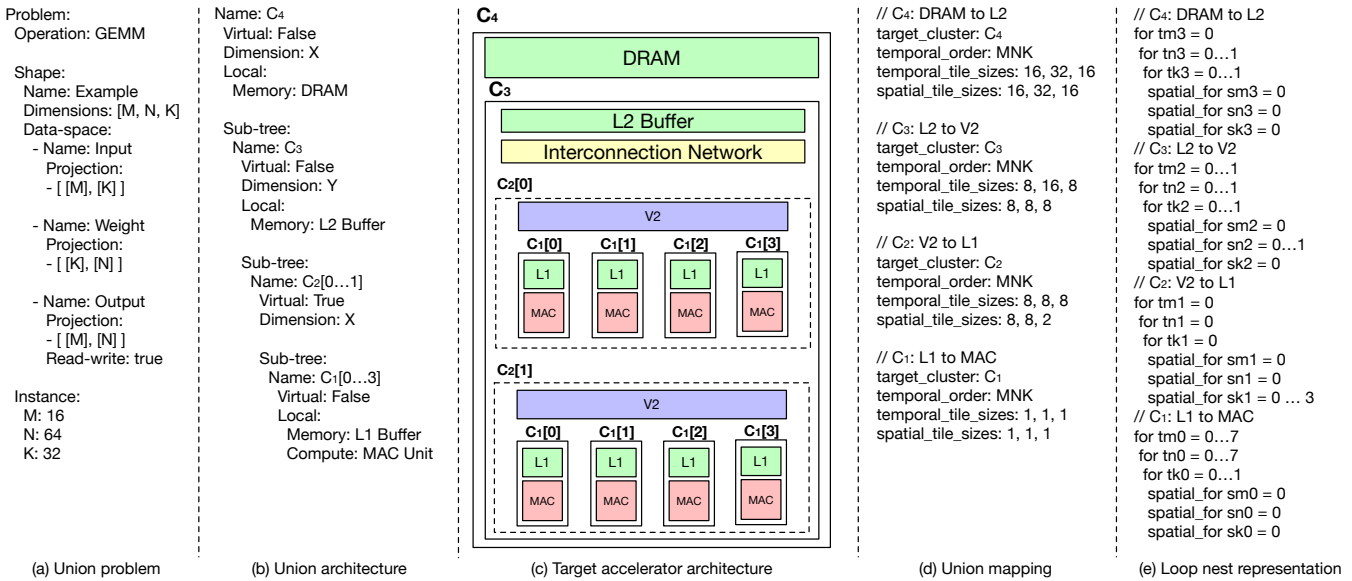 Problem:
Operation: GEMM
Shape:
Name: Example
Dimensions: [M, N, K]
Data-space:
- Name: Input
Projection:
- [ [M], [K] ]
- Name: Weight
Projection:
- [ [K], [N] ]
- Name: Output
Projection:
- [ [M], [N] ]
Read-write: true
Instance:
M: 16
N: 64
K: 32
(a) Union problem
Name: C4
Virtual: False
Dimension: X
Local:
Memory: DRAM
Sub-tree:
Name: C3
Virtual: False
Dimension: Y
Local:
Memory: L2 Buffer
Sub-tree:
Name: C2[0...1]
Virtual: True
Dimension: X
Sub-tree:
Name: C1[0...3]
Virtual: False
Local:
Memory: L1 Buffer
Compute: MAC Unit
(b) Union architecture
C4
DRAM
C3
L2 Buffer
Interconnection Network
C2[0]
V2
C1[0] C1[1] C1[2] C1[3]
L1 L1 L1 L1
MAC MAC MAC MAC
C2[1]
V2
C1[0] C1[1] C1[2] C1[3]
L1 L1 L1 L1
MAC MAC MAC MAC
(c) Target accelerator architecture
// C4: DRAM to L2
target_cluster: C4
temporal_order: MNK
temporal_tile_sizes: 16, 32, 16
spatial_tile_sizes: 16, 32, 16
// C3: L2 to V2
target_cluster: C3
temporal_order: MNK
temporal_tile_sizes: 8, 16, 8
spatial_tile_sizes: 8, 8, 8
// C2: V2 to L1
target_cluster: C2
temporal_order: MNK
temporal_tile_sizes: 8, 8, 8
spatial_tile_sizes: 8, 8, 2
// C1: L1 to MAC
target_cluster: C1
temporal_order: MNK
temporal_tile_sizes: 1, 1, 1
spatial_tile_sizes: 1, 1, 1
(d) Union mapping
// C4: DRAM to L2
for tm3 = 0
for tn3 = 0...1
for tk3 = 0...1
spatial_for sm3 = 0
spatial_for sn3 = 0
spatial_for sk3 = 0
// C3: L2 to V2
for tm2 = 0...1
for tn2 = 0...1
for tk2 = 0...1
spatial_for sm2 = 0
spatial_for sn2 = 0...1
spatial_for sk2 = 0
// C2: V2 to L1
for tm1 = 0
for tn1 = 0
for tk1 = 0
spatial_for sm1 = 0
spatial_for sn1 = 0
spatial_for sk1 = 0 ... 3
// C1: L1 to MAC
for tm0 = 0...7
for tn0 = 0...7
for tk0 = 0...1
spatial_for sm0 = 0
spatial_for sn0 = 0
spatial_for sk0 = 0
(e) Loop nest representation